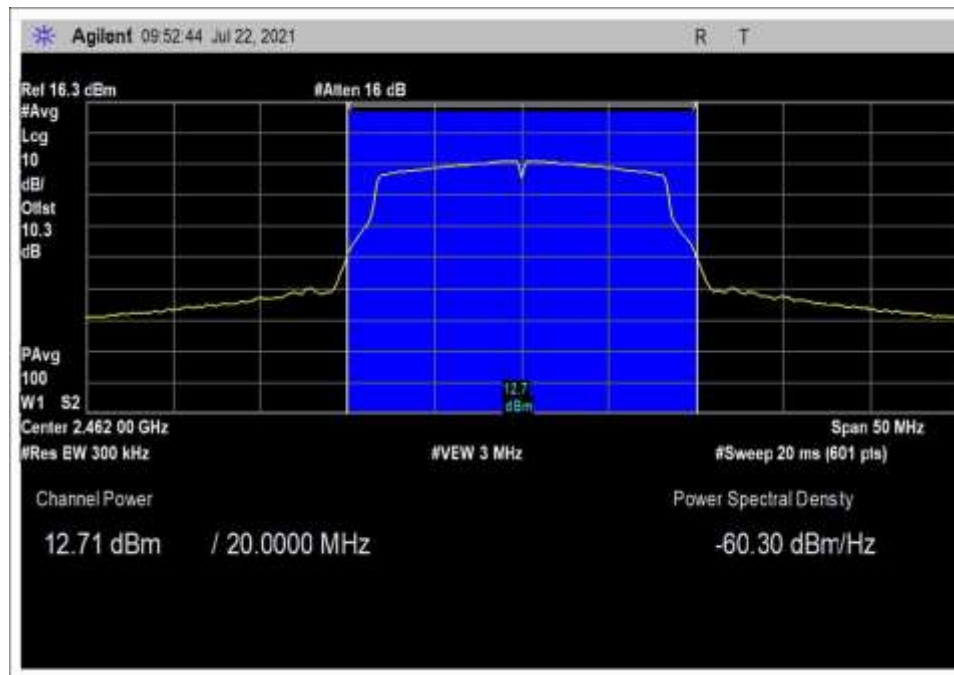 Agilent 09:52:44 Jul 22, 2021
R T
Ref 16.3 dBm #Atten 16 dB
#Avg
Log
10
dB/
Offst
10.3
dB
12.7
dBm
PAvg
100
W1 S2
Center 2.462 00 GHz Span 50 MHz
#Res BW 300 kHz #VBW 3 MHz #Sweep 20 ms (601 pts)
Channel Power Power Spectral Density
12.71 dBm / 20.0000 MHz -60.30 dBm/Hz